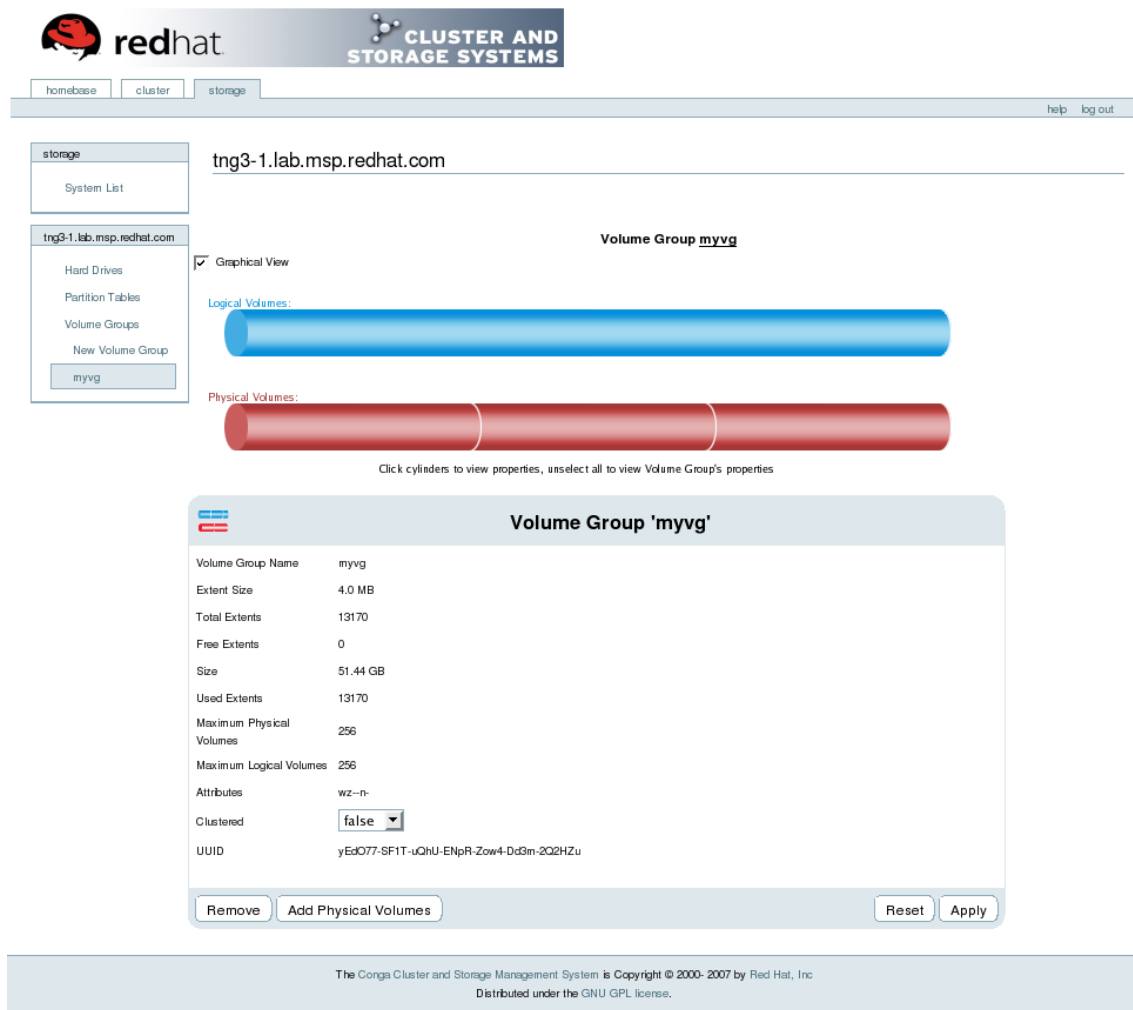 redhat.
CLUSTER AND
STORAGE SYSTEMS
homebase cluster storage
help log out
storage
System List
tng3-1.lab.msp.redhat.com
Hard Drives
Partition Tables
Volume Groups
New Volume Group
myvg
tng3-1.lab.msp.redhat.com
Volume Group myvg
Graphical View
Logical Volumes:
Physical Volumes:
Click cylinders to view properties, unselect all to view Volume Group's properties
Volume Group 'myvg'
Volume Group Name myvg
Extent Size 4.0 MB
Total Extents 13170
Free Extents 0
Size 51.44 GB
Used Extents 13170
Maximum Physical
Volumes 256
Maximum Logical Volumes 256
Attributes wz--n-
Clustered false
UUID yEdO77-SF1T-uQhU-ENpR-Zow4-Dd3m-2Q2HZu
Remove Add Physical Volumes Reset Apply
The Conga Cluster and Storage Management System is Copyright © 2000- 2007 by Red Hat, Inc
Distributed under the GNU GPL license.